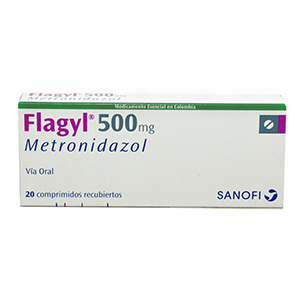 Medicamento Esencial en Colombia
Flagyl® 500mg
Metronidazol
Vía Oral
20 comprimidos recubiertos
SANOFI